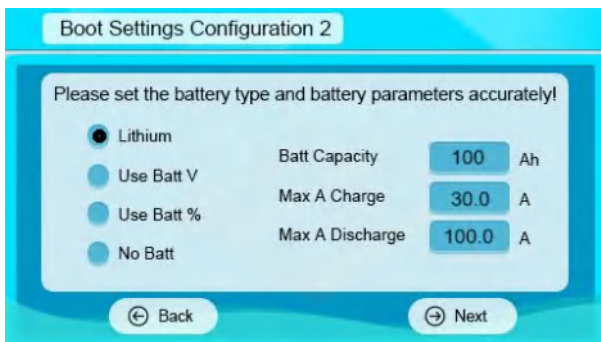 Boot Settings Configuration 2
Please set the battery type and battery parameters accurately!
Lithium
Use Batt V
Use Batt %
No Batt
Batt Capacity 100 Ah
Max A Charge 30.0 A
Max A Discharge 100.0 A
Back
Next